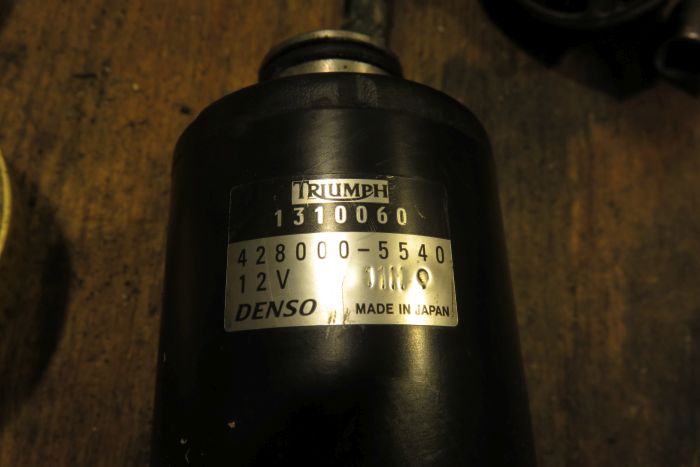 TRIUMPH
1310060
428000-5540
12V
DENSO MADE IN JAPAN